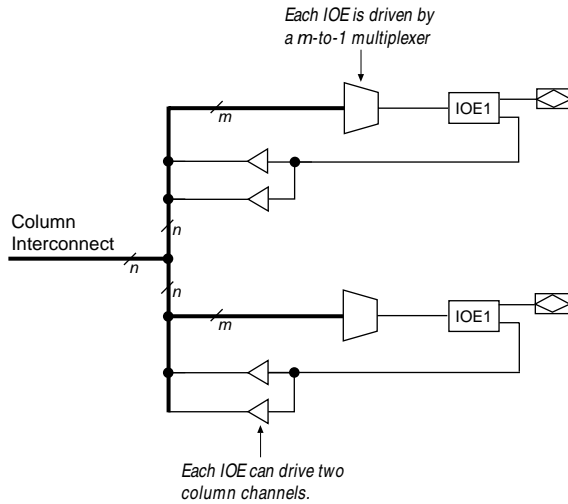 Each IOE is driven by
a m-to-1 multiplexer
m
IOE1
n
Column
Interconnect
n
n
m
IOE1
Each IOE can drive two
column channels.